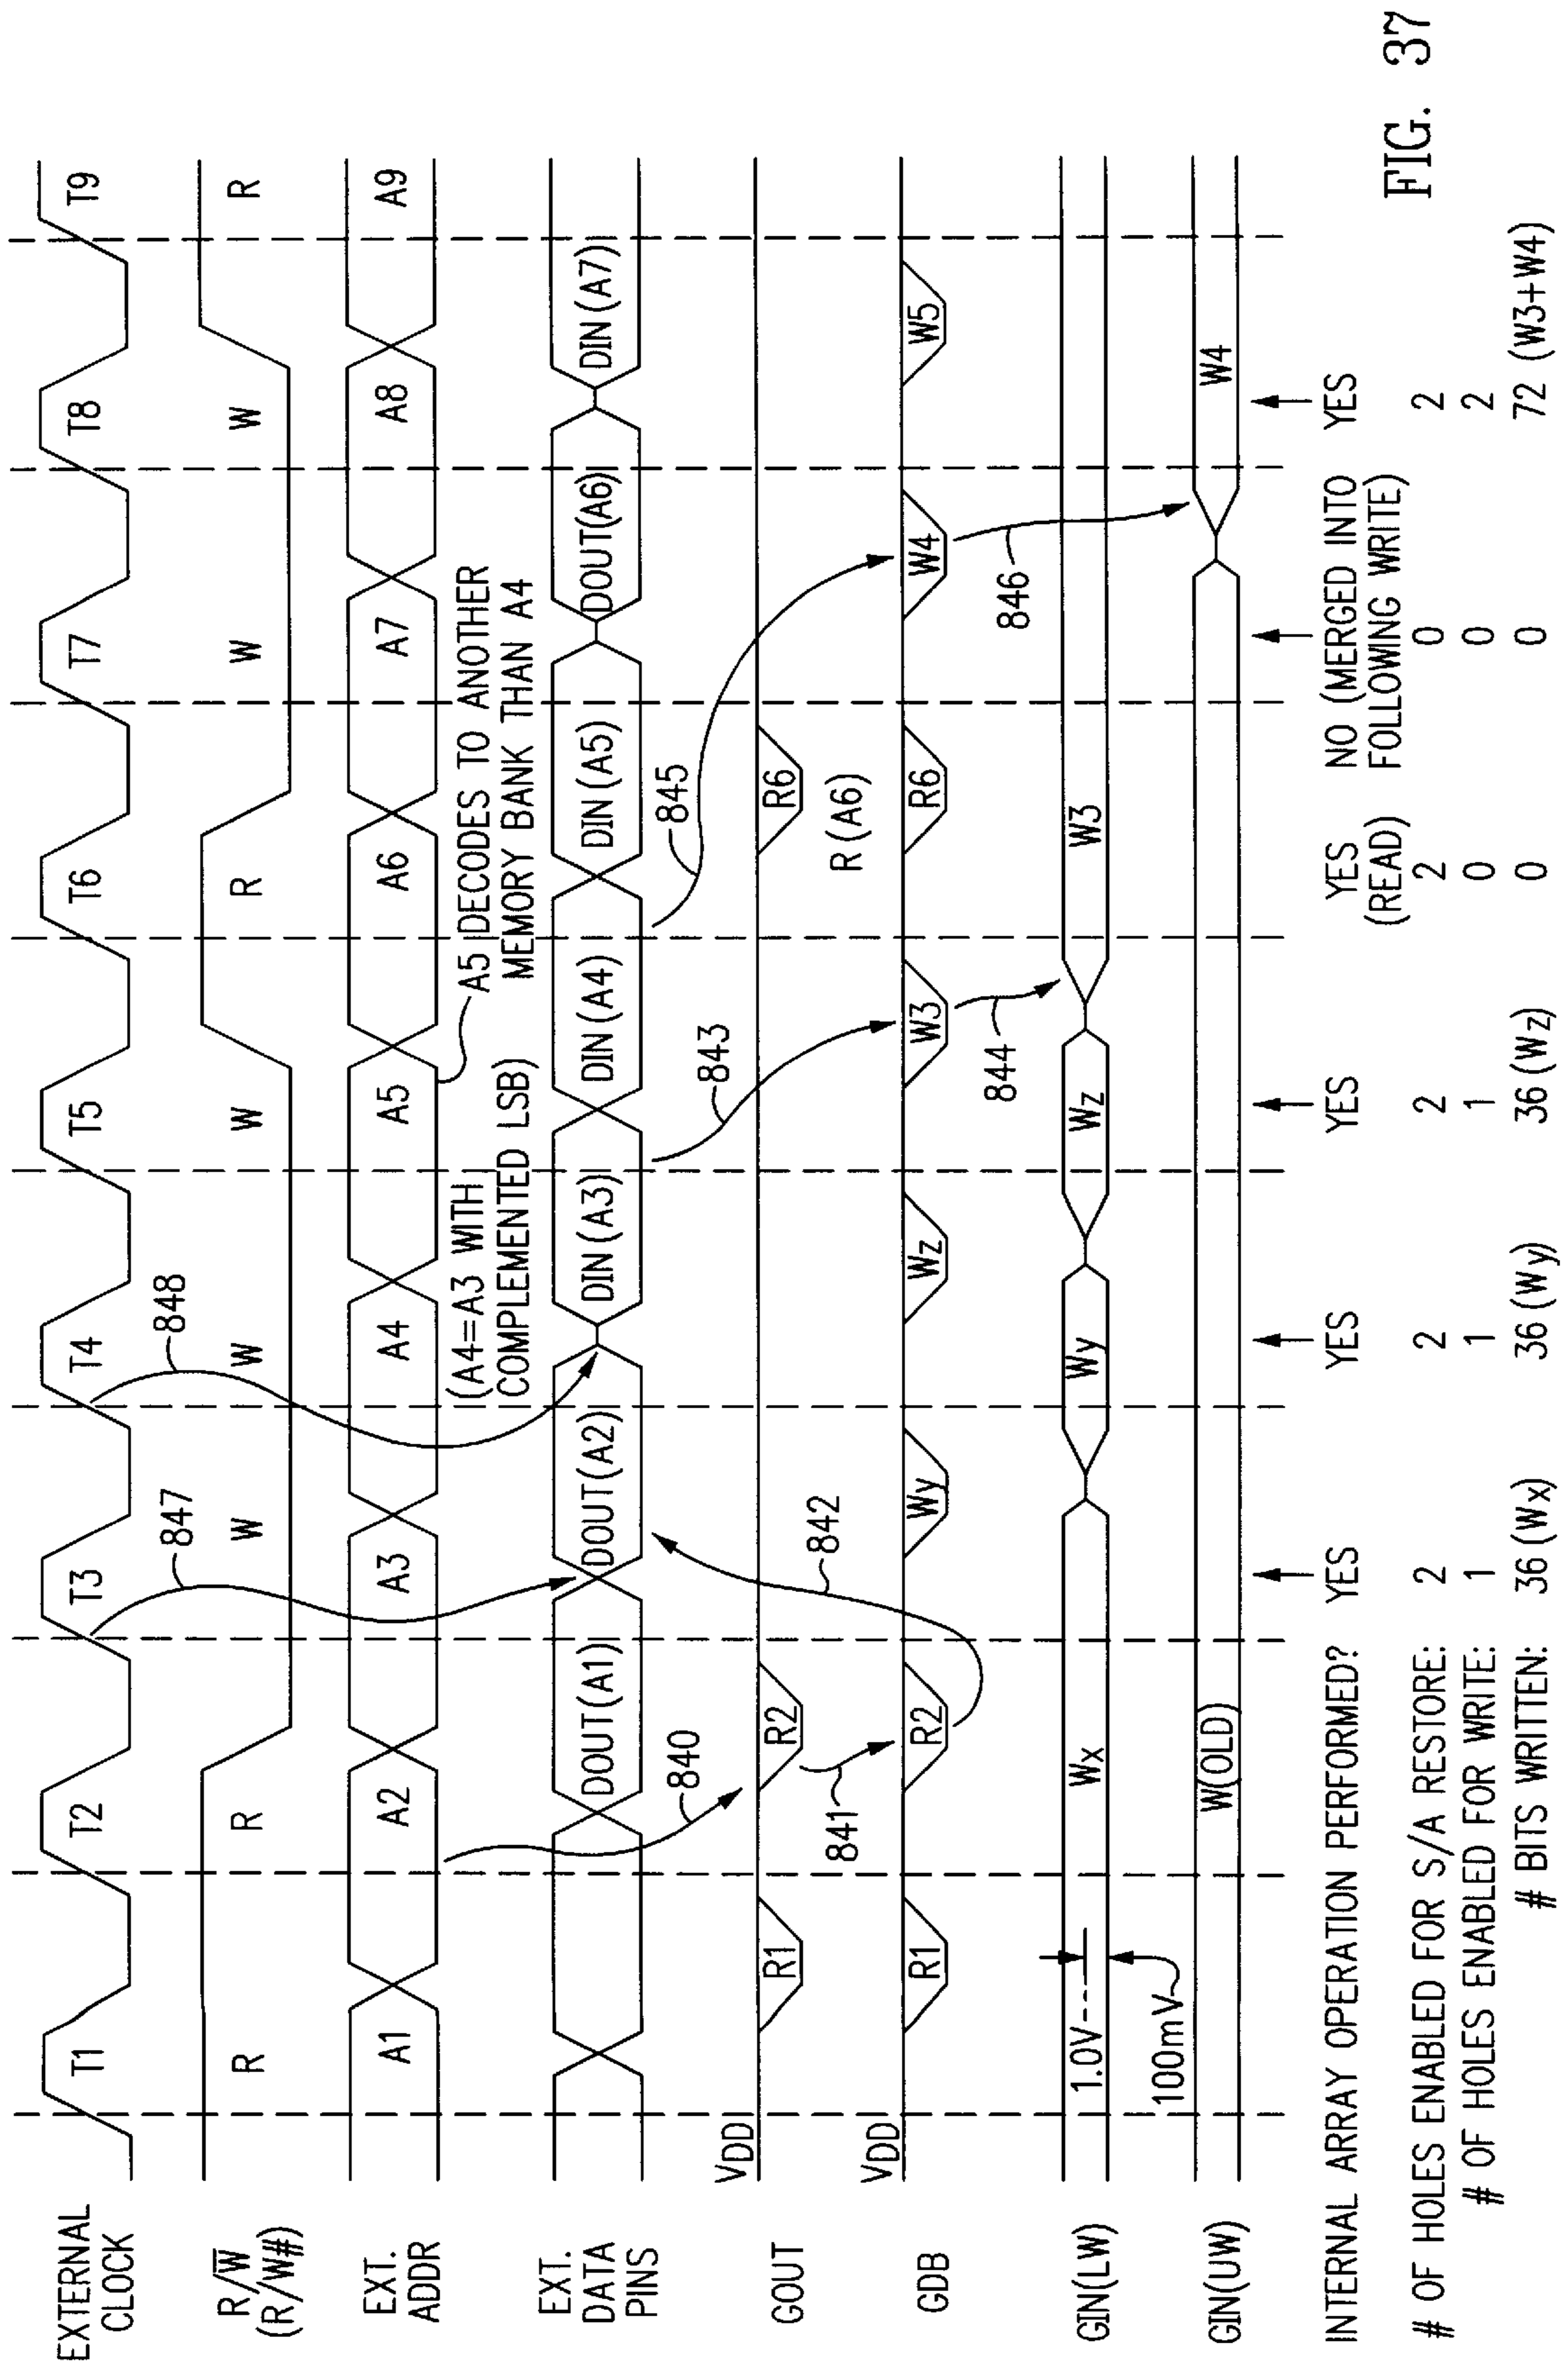 EXTERNAL
CLOCK
T1 T2 T3 T4 T5 T6 T7 T8 T9
847
848
R/W
(R/W#)
R R W W W R W W R
EXT.
ADDR
A1 A2 A3 A4 A5 A6 A7 A8 A9
(A4=A3 WITH
COMPLEMENTED LSB)
A5 DECODES TO ANOTHER
MEMORY BANK THAN A4
EXT.
DATA
PINS
DOUT(A1) DOUT(A2) DIN(A3) DIN(A4) DIN(A5) DOUT(A6) DIN(A7)
840
842
843
845
GOUT
VDD
R1 R2 R6
841
R(A6)
GDB
VDD
R1 R2 Wy Wz W3 R6 W4 W5
844
846
GIN(LW)
1.0V
100mV
Wx Wy Wz W3
GIN(UW)
W(OLD) W4
INTERNAL ARRAY OPERATION PERFORMED? YES YES YES YES (READ) NO (MERGED INTO FOLLOWING WRITE) YES
# OF HOLES ENABLED FOR S/A RESTORE: 2 2 2 2 0 2
# OF HOLES ENABLED FOR WRITE: 1 1 1 0 0 2
# BITS WRITTEN: 36(Wx) 36(Wy) 36(Wz) 0 0 72 (W3+W4)
FIG. 37